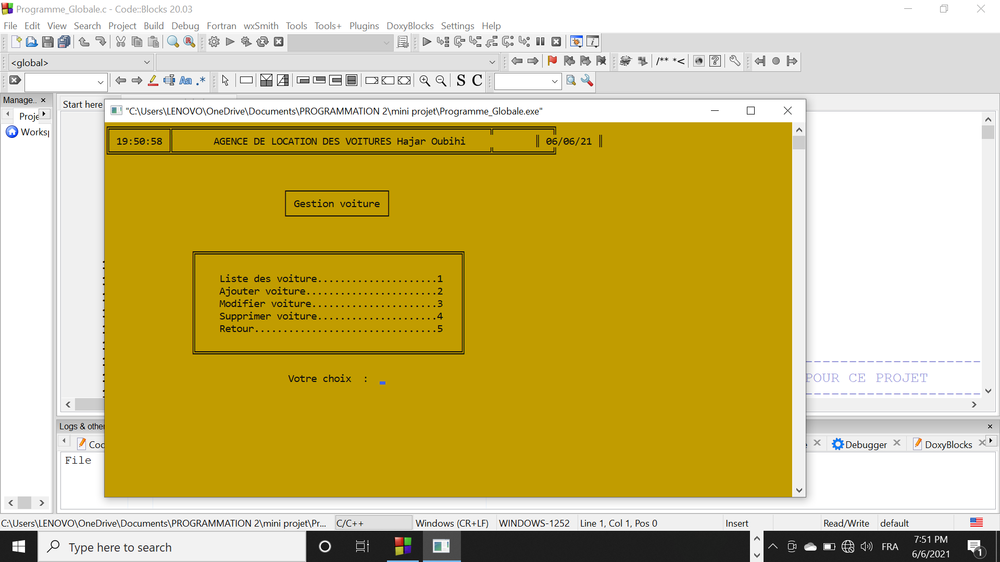 Programme_Globale.c - Code::Blocks 20.03
File Edit View Search Project Build Debug Fortran wxSmith Tools Tools+ Plugins DoxyBlocks Settings Help
<global>
/** *<
Aa .*
S C
Manage..
Start here
Proje
Worksp
"C:\Users\LENOVO\OneDrive\Documents\PROGRAMMATION 2\mini projet\Programme_Globale.exe"
19:50:58 AGENCE DE LOCATION DES VOITURES Hajar Oubihi 06/06/21
Gestion voiture
Liste des voiture.....................1
Ajouter voiture.......................2
Modifier voiture......................3
Supprimer voiture.....................4
Retour................................5
Votre choix :
POUR CE PROJET
Logs & other
Coc
Debugger
DoxyBlocks
File
C:\Users\LENOVO\OneDrive\Documents\PROGRAMMATION 2\mini projet\Pr... C/C++ Windows (CR+LF) WINDOWS-1252 Line 1, Col 1, Pos 0 Insert Read/Write default
Type here to search
FRA
7:51 PM
6/6/2021
1